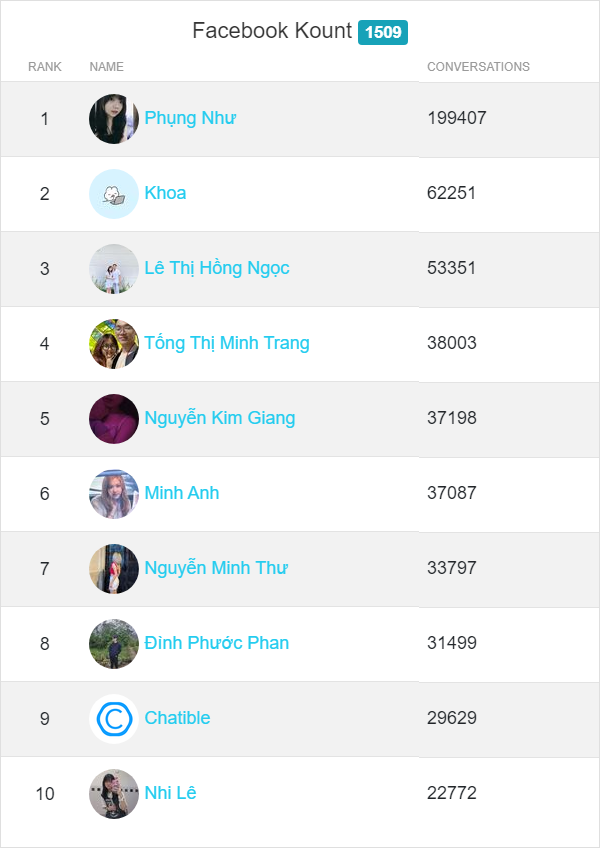 Facebook Kount 1509
RANK NAME CONVERSATIONS
1 Phụng Như 199407
2 Khoa 62251
3 Lê Thị Hồng Ngọc 53351
4 Tống Thị Minh Trang 38003
5 Nguyễn Kim Giang 37198
6 Minh Anh 37087
7 Nguyễn Minh Thư 33797
8 Đình Phước Phan 31499
9 Chatible 29629
10 Nhi Lê 22772